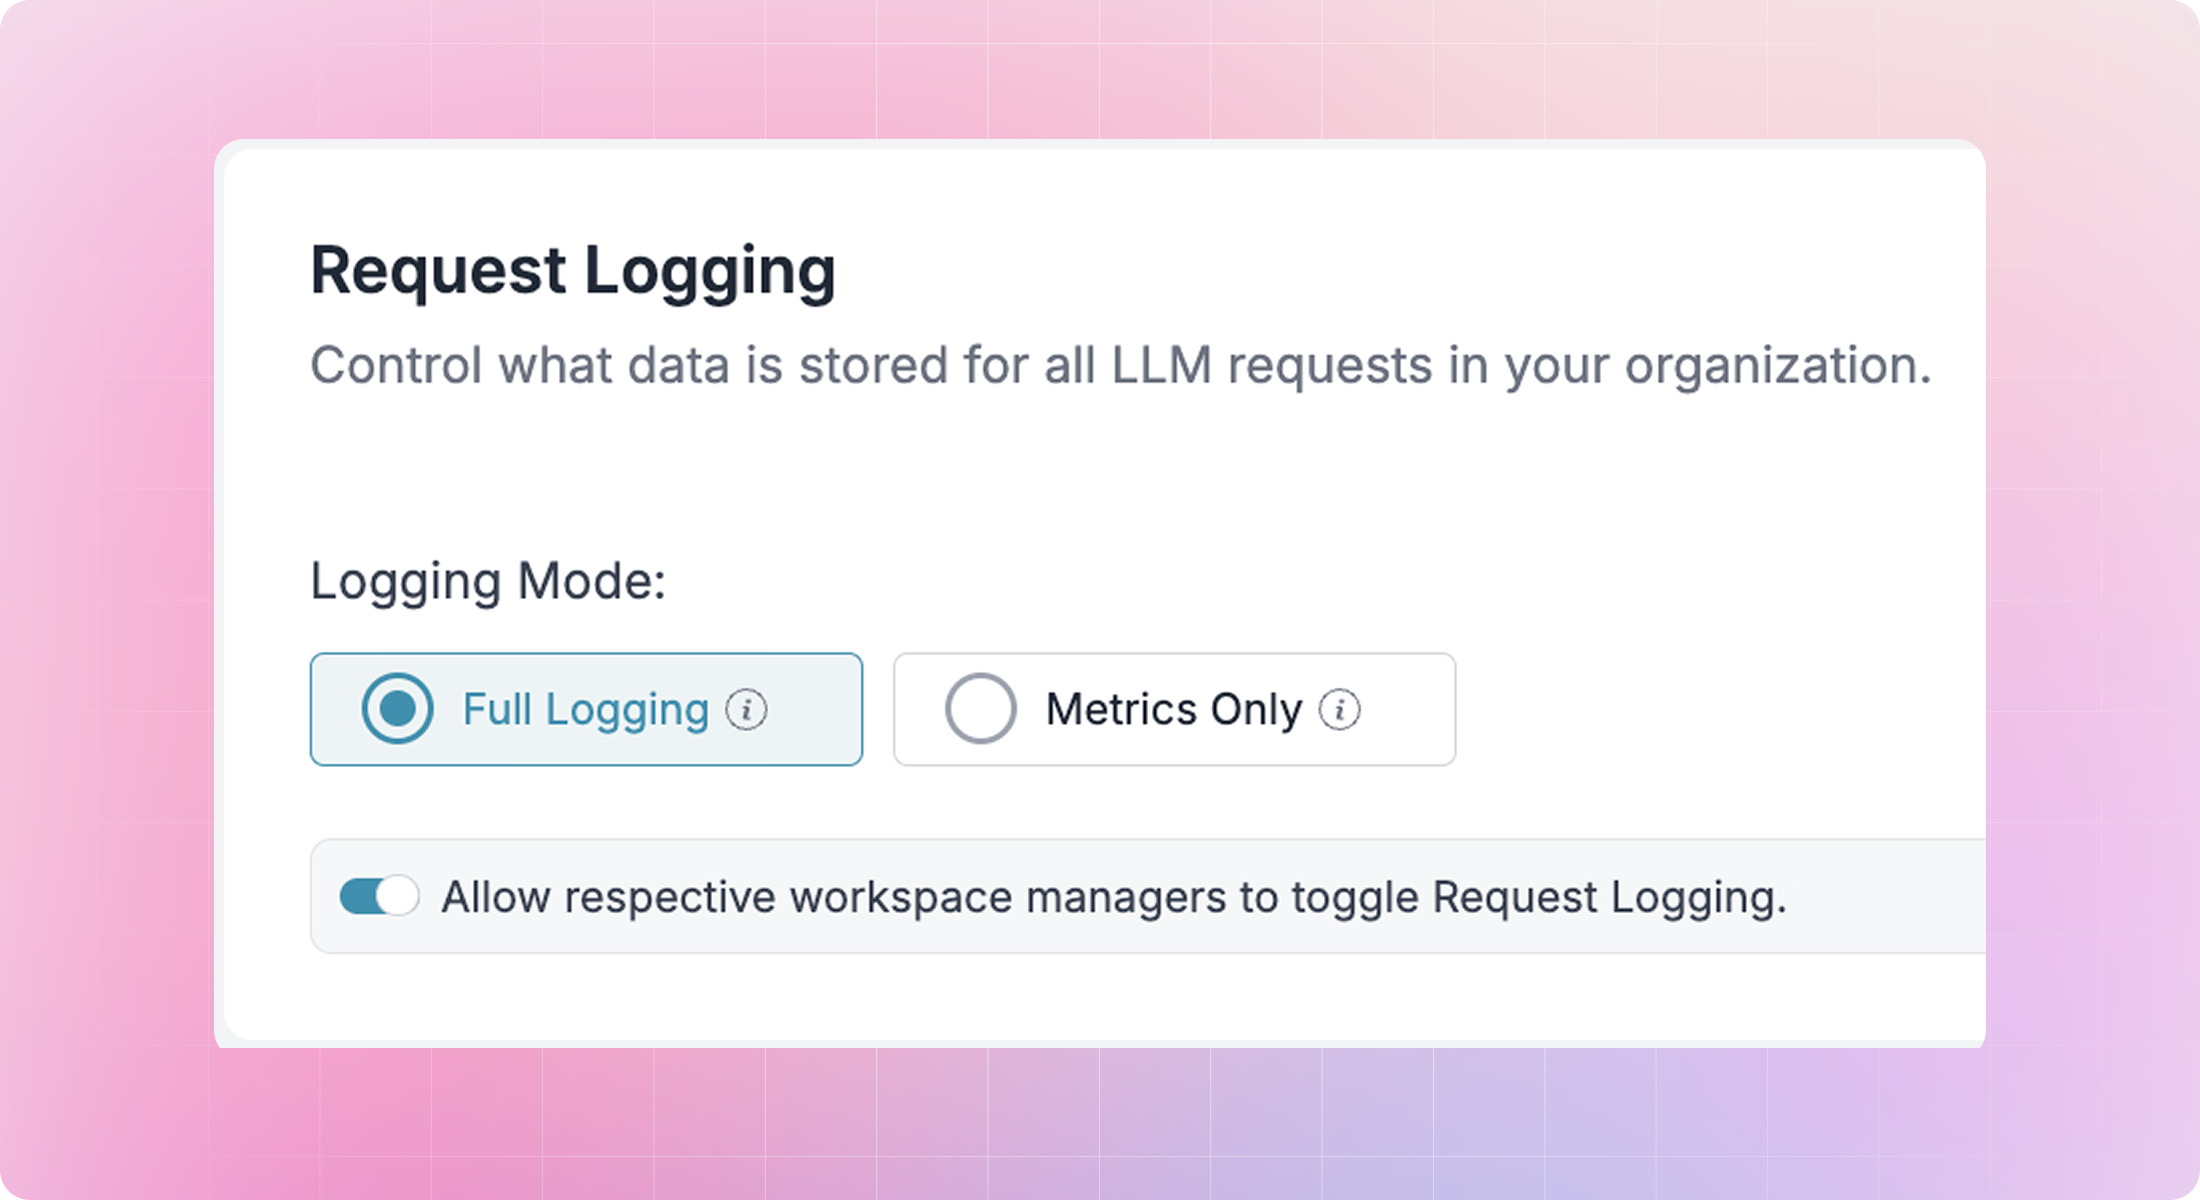 Request Logging
Control what data is stored for all LLM requests in your organization.
Logging Mode:
Full Logging i
Metrics Only i
Allow respective workspace managers to toggle Request Logging.